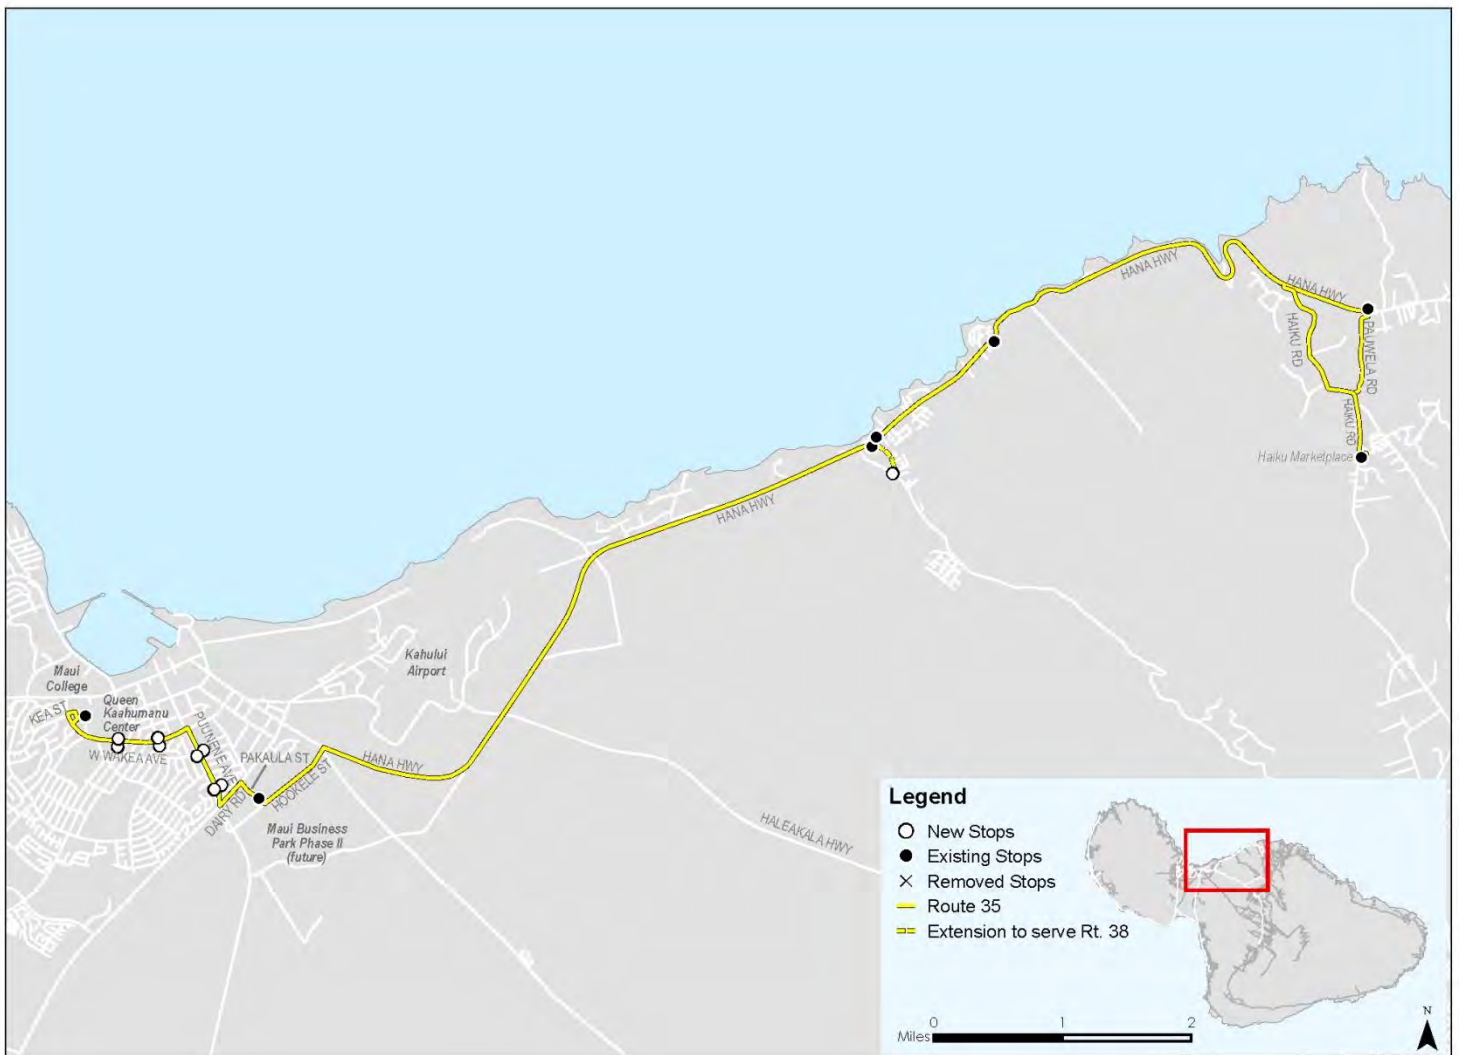 HANA HWY
HANA HWY
HAIKU RD
PAUWELA RD
HAIKU RD
Haiku Marketplace
HANA HWY
Kahului
Airport
Maui
College
KEA ST
Queen
Kaahumanu
Center
W WAKEA AVE
PUUNENE AVE
PAKAULA ST
HANA HWY
DAIRY RD
HOOKELE ST
Maui Business
Park Phase II
(future)
HALEAKALA HWY
Legend
New Stops
Existing Stops
Removed Stops
Route 35
Extension to serve Rt. 38
0 1 2
Miles
N